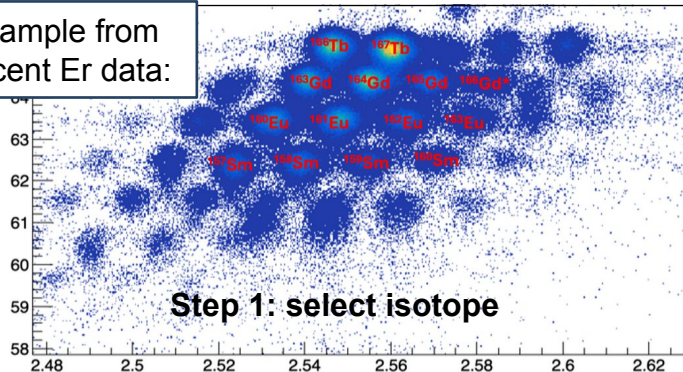 ample from
cent Er data:
¹⁶⁶Tb ¹⁶⁷Tb
¹⁶³Gd ¹⁶⁴Gd ¹⁶⁵Gd
¹⁶⁰Eu ¹⁶¹Eu ¹⁶²Eu ¹⁶³Eu
¹⁵⁷Sm ¹⁵⁸Sm ¹⁵⁹Sm ¹⁶⁰Sm
63
62
61
60
59
58
Step 1: select isotope
2.48 2.5 2.52 2.54 2.56 2.58 2.6 2.62